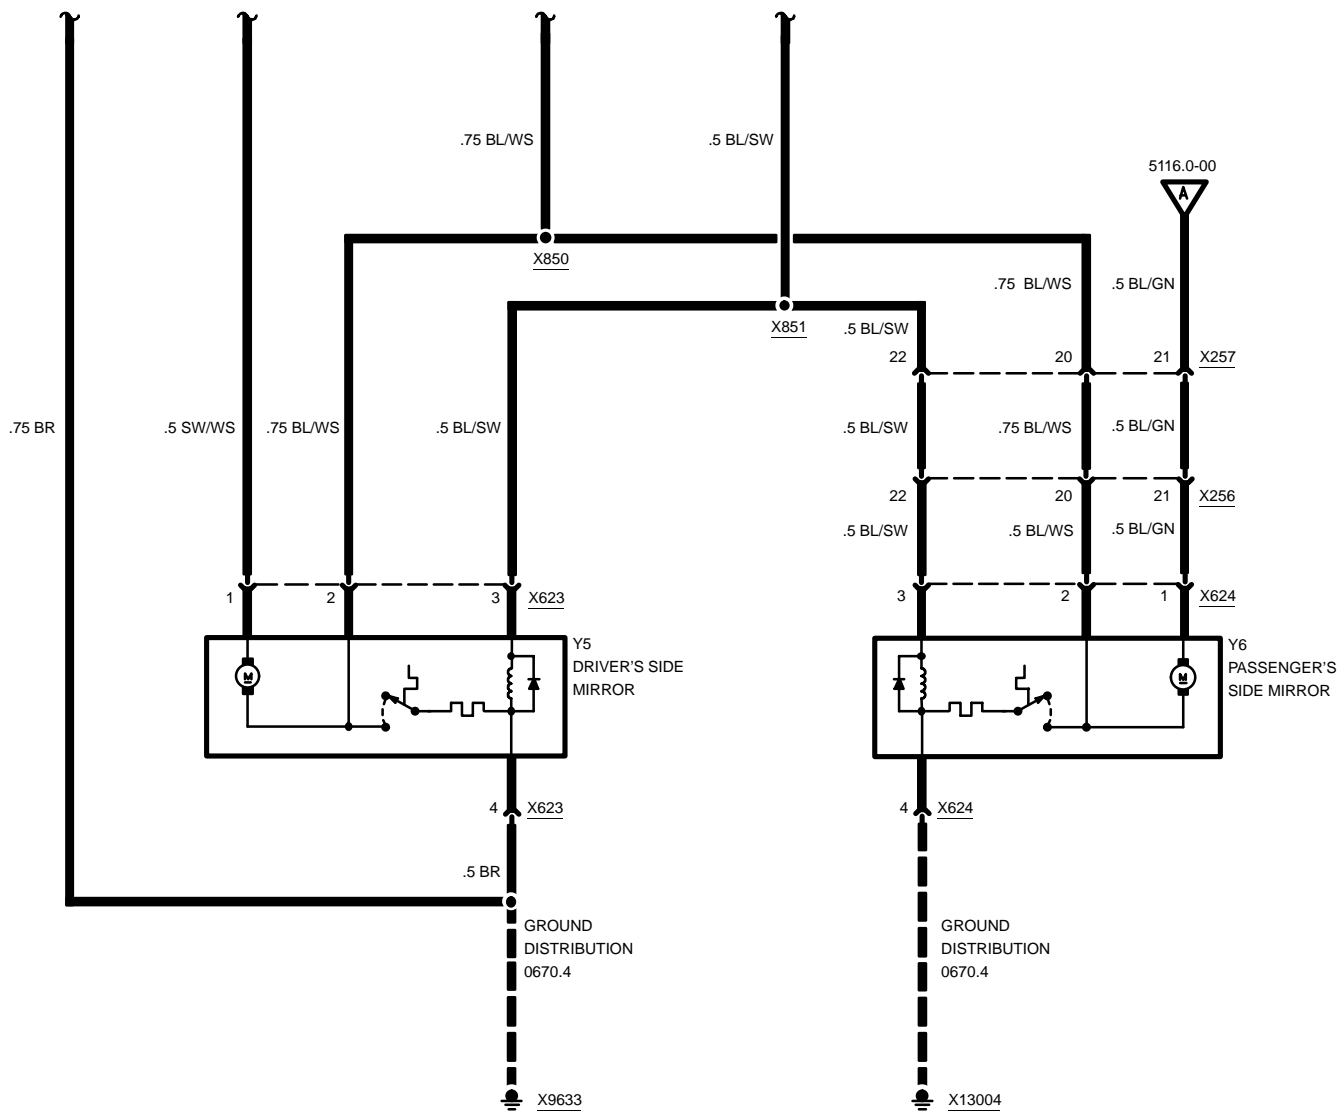 .75 BL/WS
.5 BL/SW
5116.0-00
A
X850
.75 BL/WS
.5 BL/GN
X851
.5 BL/SW
22
20
21
X257
.75 BR
.5 SW/WS
.75 BL/WS
.5 BL/SW
.5 BL/SW
.75 BL/WS
.5 BL/GN
22
20
21
X256
.5 BL/SW
.5 BL/WS
.5 BL/GN
1
2
3
X623
3
2
1
X624
Y5
DRIVER'S SIDE
MIRROR
M
Y6
PASSENGER'S
SIDE MIRROR
M
4
X623
4
X624
.5 BR
GROUND
DISTRIBUTION
0670.4
GROUND
DISTRIBUTION
0670.4
X9633
X13004